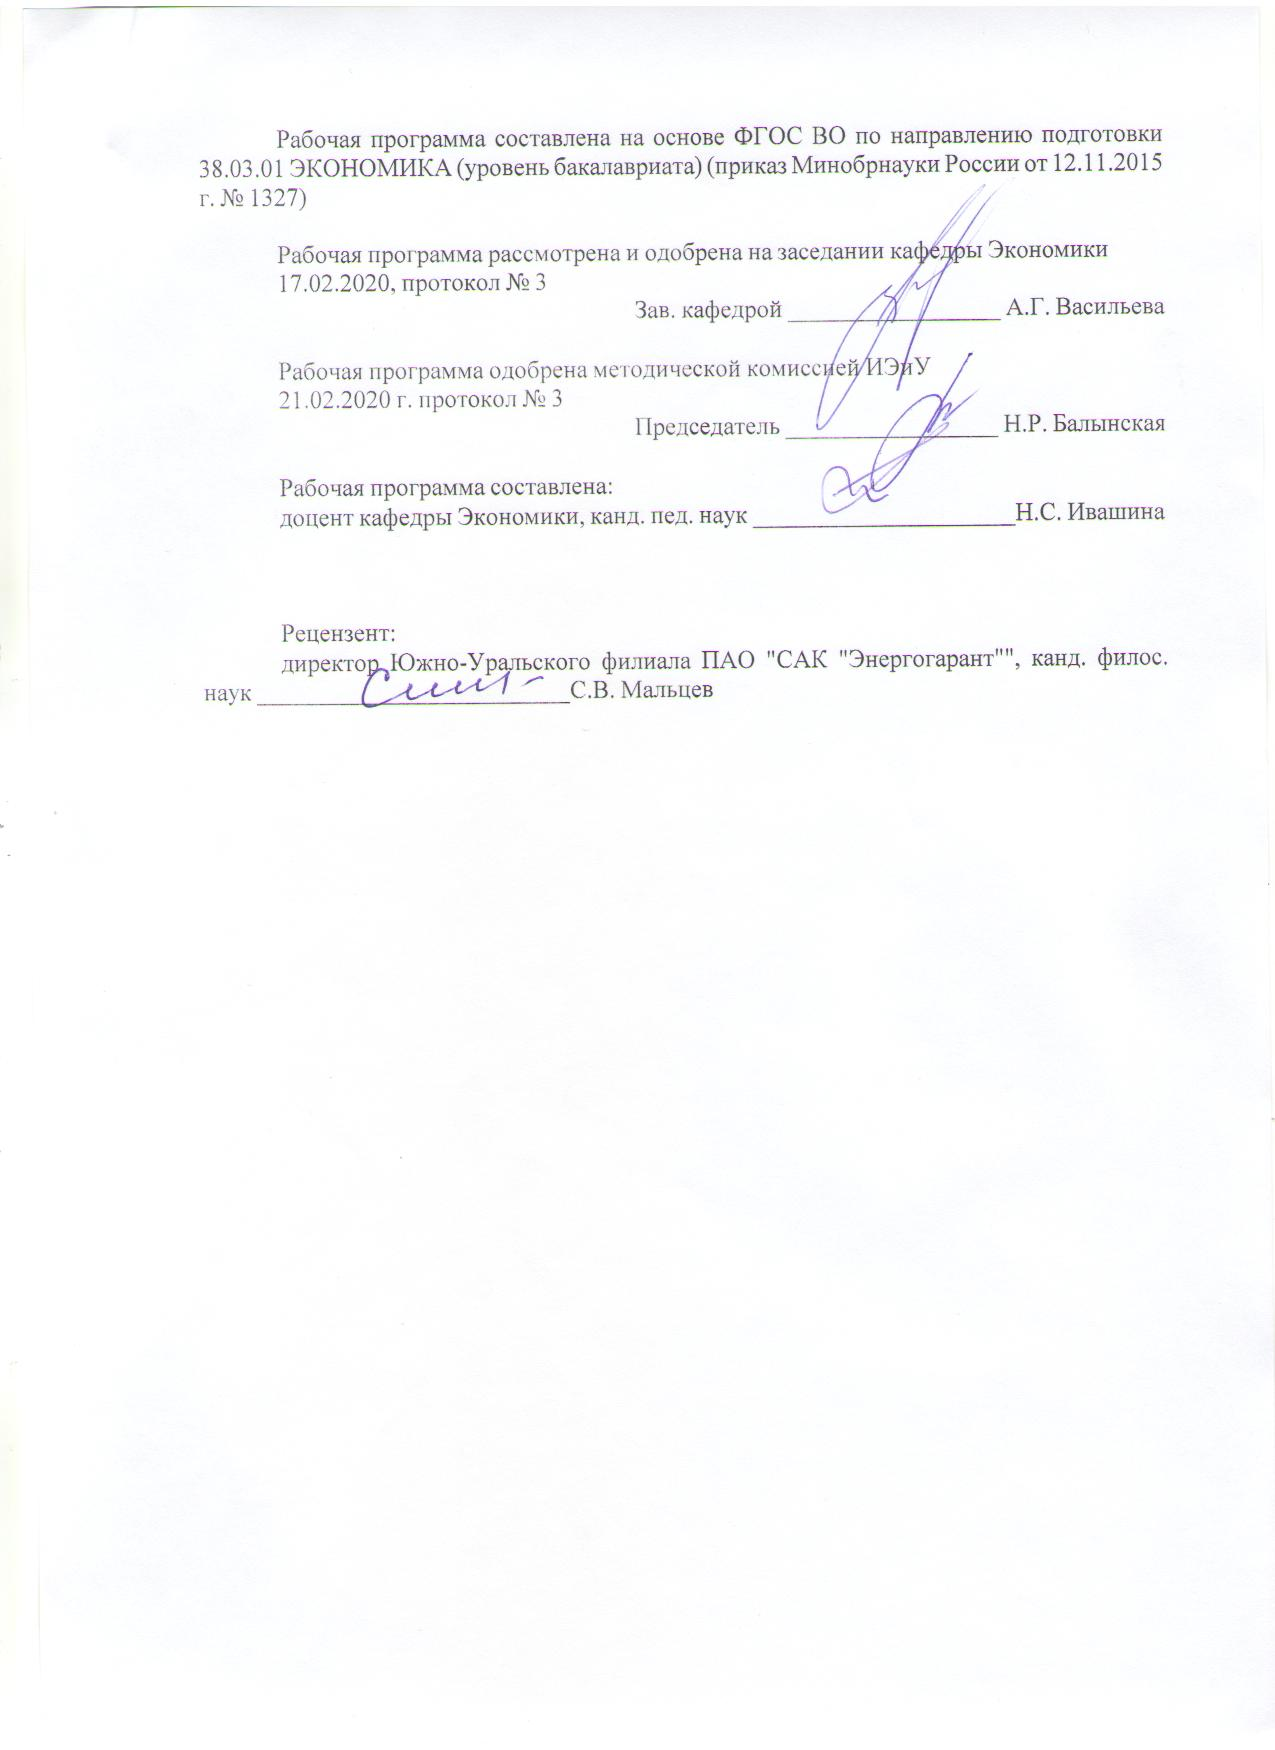 Рабочая программа составлена на основе ФГОС ВО по направлению подготовки
38.03.01 ЭКОНОМИКА (уровень бакалавриата) (приказ Минобрнауки России от 12.11.2015
г. № 1327)
Рабочая программа рассмотрена и одобрена на заседании кафедры Экономики
17.02.2020, протокол № 3
Зав. кафедрой _________________ А.Г. Васильева
Рабочая программа одобрена методической комиссией ИЭиУ
21.02.2020 г. протокол № 3
Председатель _________________ Н.Р. Балынская
Рабочая программа составлена:
доцент кафедры Экономики, канд. пед. наук _____________________Н.С. Ивашина
Рецензент:
директор Южно-Уральского филиала ПАО "САК "Энергогарант"", канд. филос.
наук _________________________С.В. Мальцев